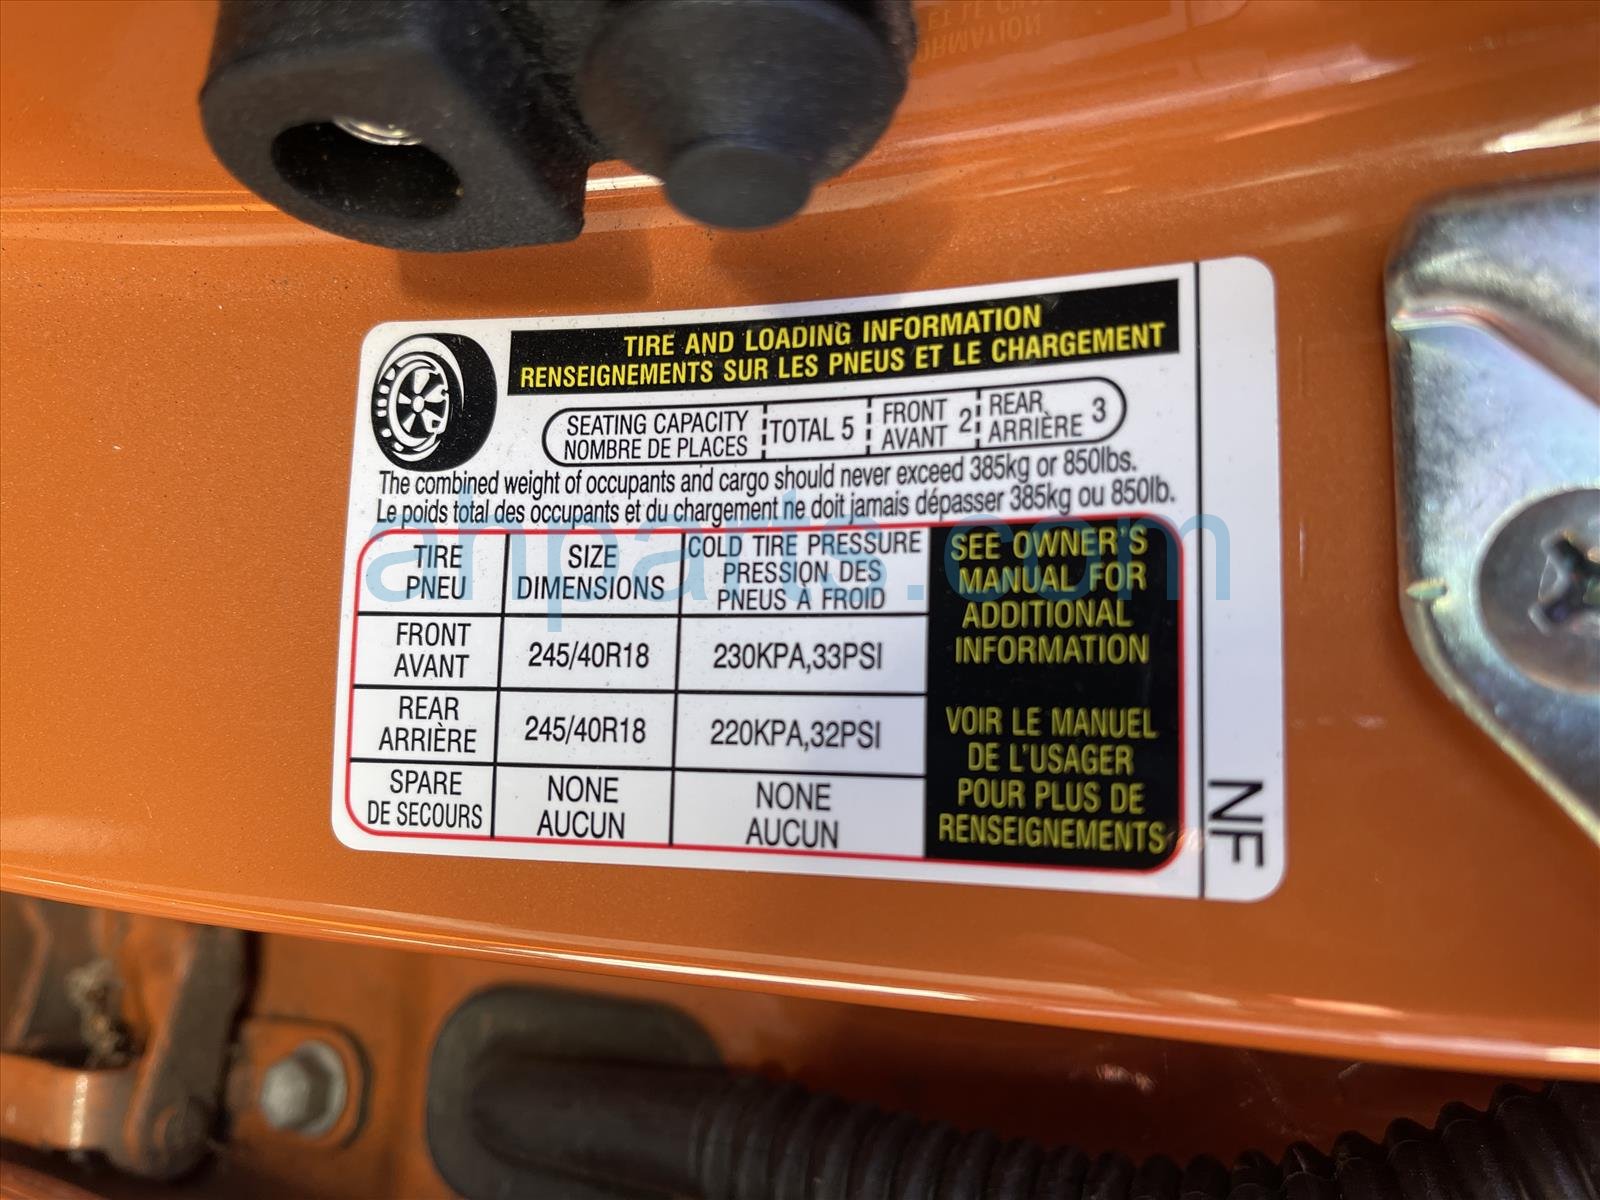 TIRE AND LOADING INFORMATION
RENSEIGNEMENTS SUR LES PNEUS ET LE CHARGEMENT
SEATING CAPACITY
NOMBRE DE PLACES
TOTAL 5
FRONT
AVANT 2
REAR
ARRIÈRE 3
The combined weight of occupants and cargo should never exceed 385kg or 850lbs.
Le poids total des occupants et du chargement ne doit jamais dépasser 385kg ou 850lb.
TIRE
PNEU
SIZE
DIMENSIONS
COLD TIRE PRESSURE
PRESSION DES
PNEUS À FROID
FRONT
AVANT
245/40R18
230KPA,33PSI
REAR
ARRIÈRE
245/40R18
220KPA,32PSI
SPARE
DE SECOURS
NONE
AUCUN
NONE
AUCUN
SEE OWNER'S
MANUAL FOR
ADDITIONAL
INFORMATION
VOIR LE MANUEL
DE L'USAGER
POUR PLUS DE
RENSEIGNEMENTS
NF
ahparts.com